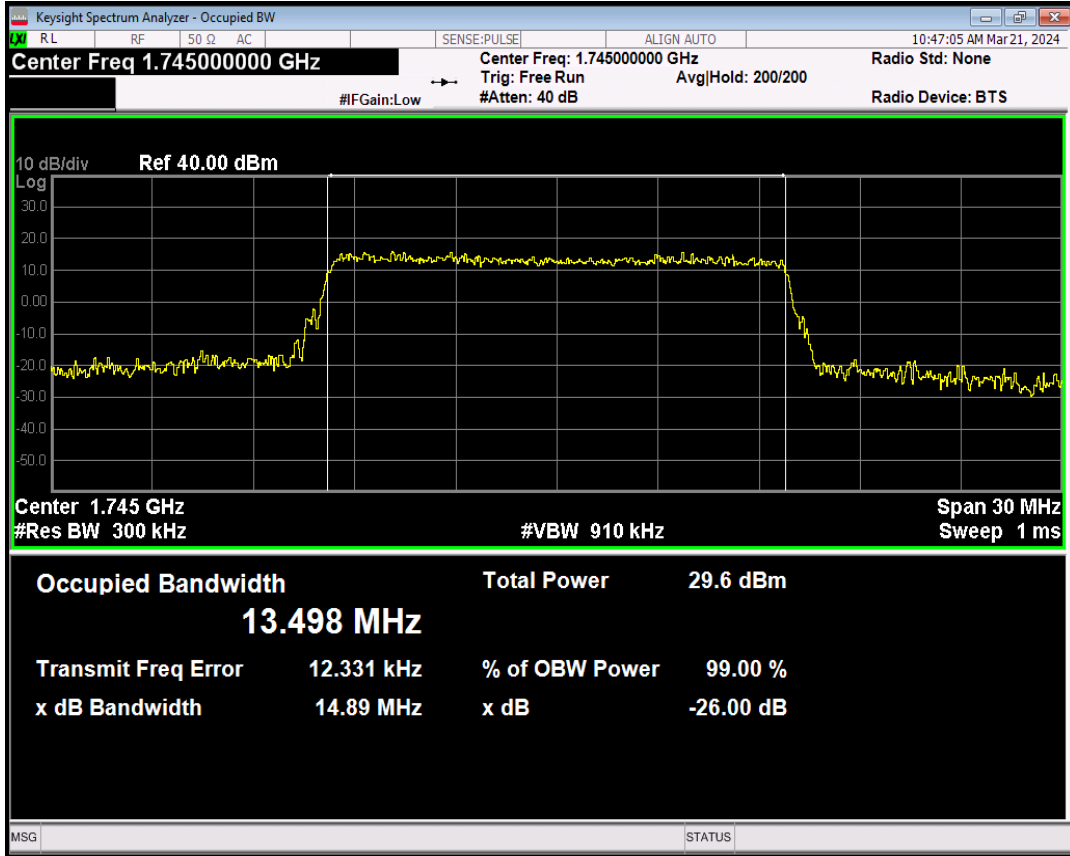 Keysight Spectrum Analyzer - Occupied BW
LXI RL RF 50 Ω AC SENSE:PULSE ALIGN AUTO 10:47:05 AM Mar 21, 2024
Center Freq 1.745000000 GHz Center Freq: 1.745000000 GHz Radio Std: None
Trig: Free Run Avg|Hold: 200/200
#IFGain:Low #Atten: 40 dB Radio Device: BTS
10 dB/div Ref 40.00 dBm
Log
30.0
20.0
10.0
0.00
-10.0
-20.0
-30.0
-40.0
-50.0
Center 1.745 GHz Span 30 MHz
#Res BW 300 kHz #VBW 910 kHz Sweep 1 ms
Occupied Bandwidth Total Power 29.6 dBm
13.498 MHz
Transmit Freq Error 12.331 kHz % of OBW Power 99.00 %
x dB Bandwidth 14.89 MHz x dB -26.00 dB
MSG STATUS